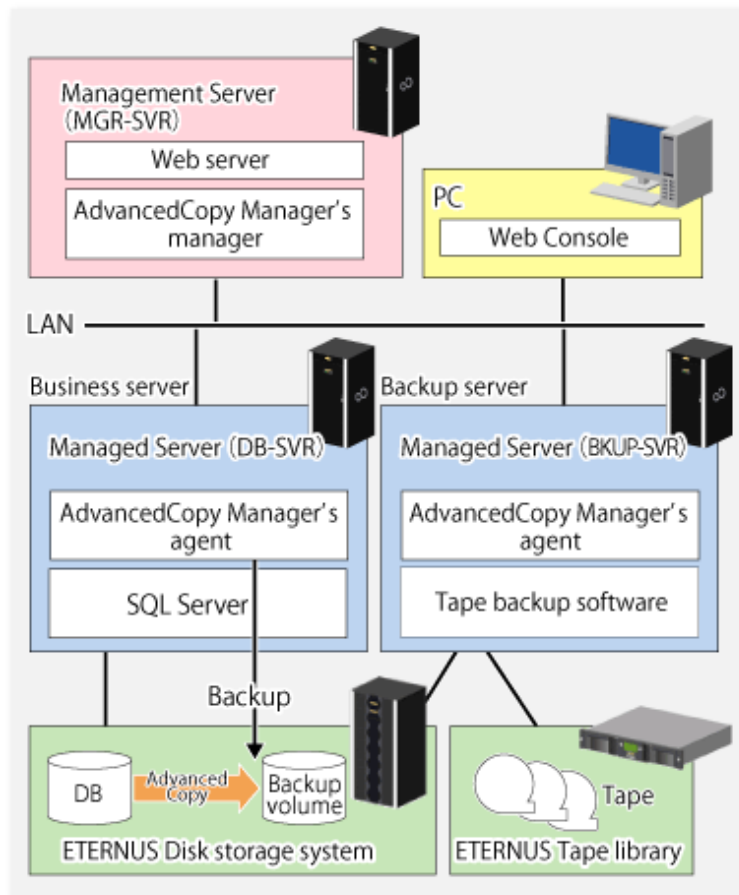 Management Server
(MGR-SVR)
Web server
AdvancedCopy Manager's
manager
PC
Web Console
LAN
Business server
Backup server
Managed Server (DB-SVR)
AdvancedCopy Manager's
agent
SQL Server
Managed Server (BKUP-SVR)
AdvancedCopy Manager's
agent
Tape backup software
Backup
DB
Advanced
Copy
Backup
volume
ETERNUS Disk storage system
Tape
ETERNUS Tape library